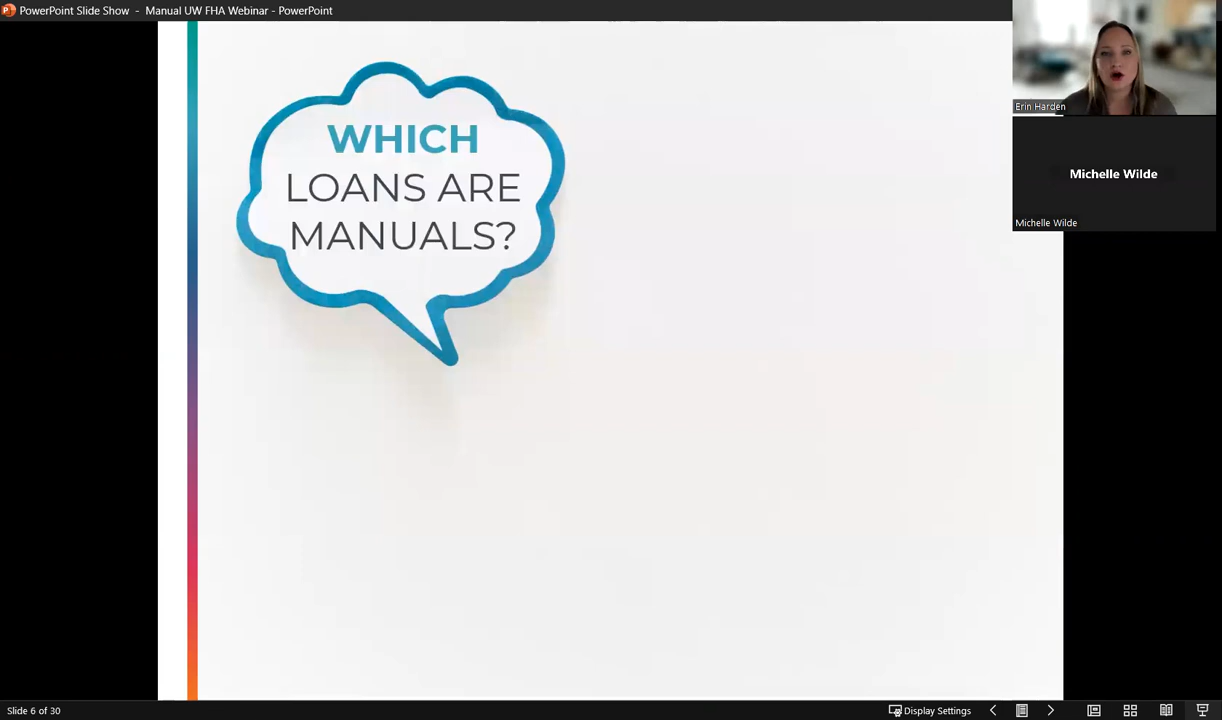 PowerPoint Slide Show - Manual UW FHA Webinar - PowerPoint
WHICH
LOANS ARE
MANUALS?
Erin Harden
Michelle Wilde
Michelle Wilde
Slide 6 of 30
Display Settings